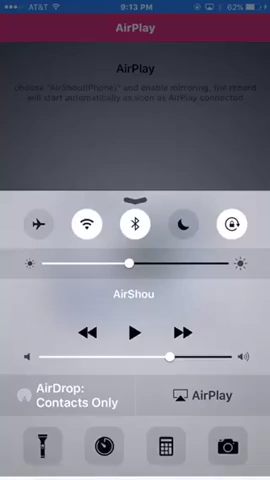 AT&T
9:13 PM
62%
AirPlay
AirPlay
choose "AirShou(iPhone)" and enable mirroring, the record
will start automatically as soon as AirPlay connected
AirShou
AirDrop:
Contacts Only
AirPlay